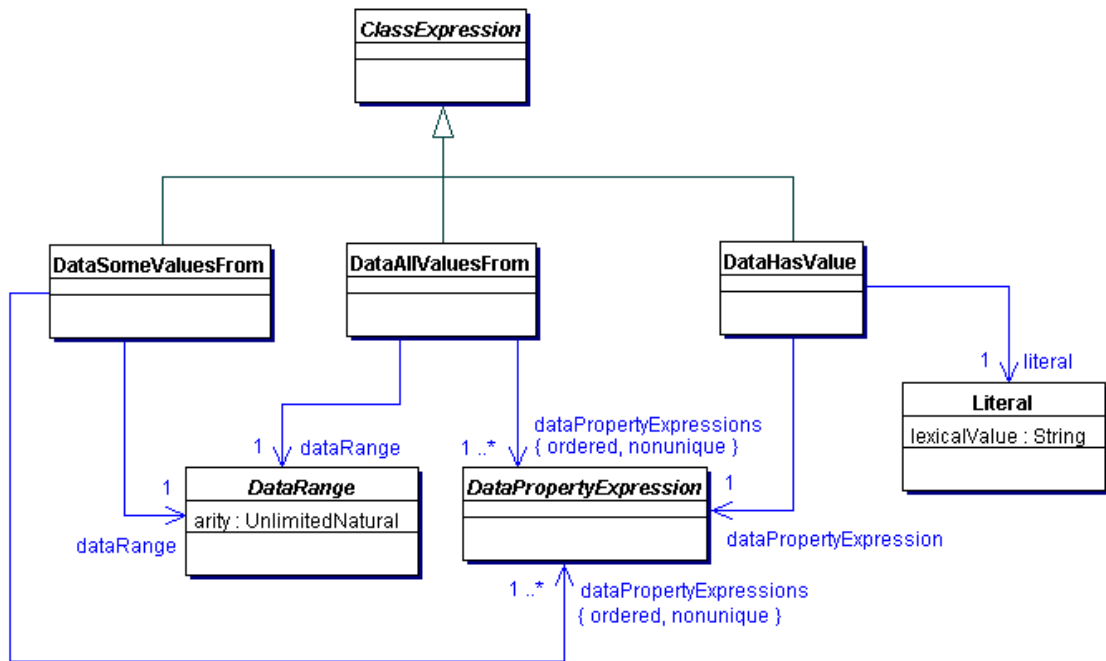 ClassExpression
DataSomeValuesFrom
DataAllValuesFrom
DataHasValue
1
literal
Literal
lexicalValue : String
dataPropertyExpressions
1 ..*
{ ordered, nonunique }
1
dataRange
1
DataRange
arity : UnlimitedNatural
dataRange
DataPropertyExpression
1
dataPropertyExpression
1 ..*
dataPropertyExpressions
{ ordered, nonunique }